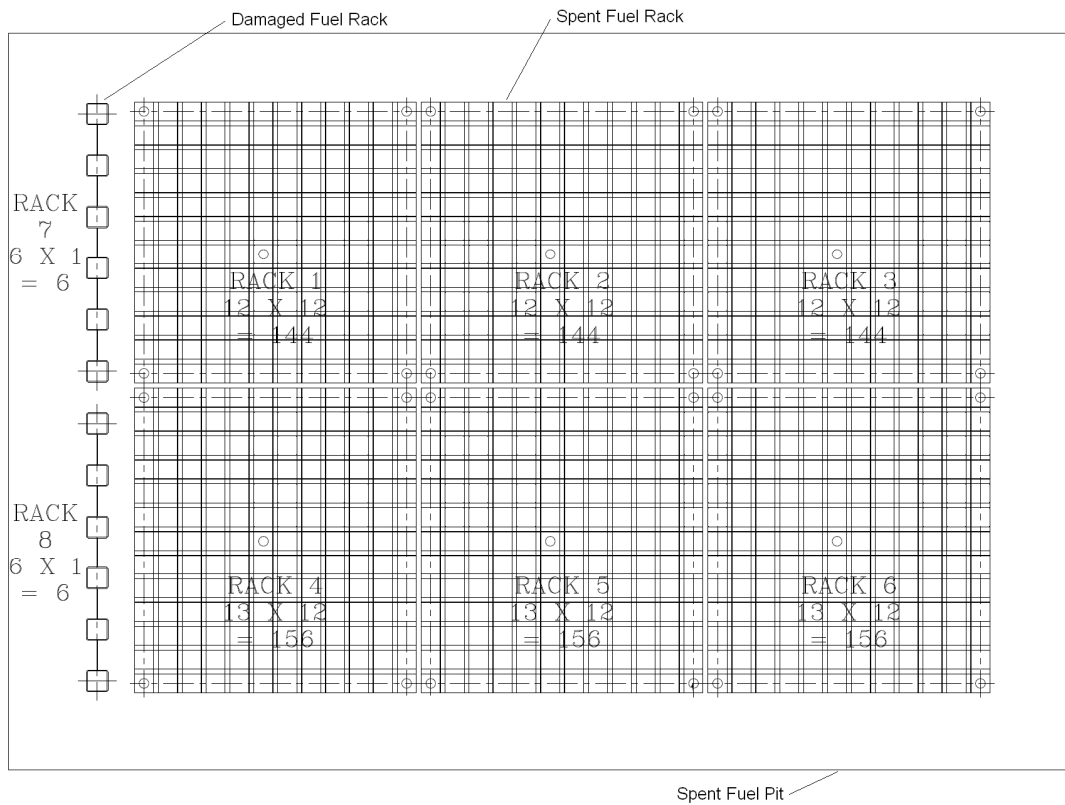 Damaged Fuel Rack
Spent Fuel Rack
RACK
7
6 X 1
= 6
RACK 1
12 X 12
= 144
RACK 2
12 X 12
= 144
RACK 3
12 X 12
= 144
RACK
8
6 X 1
= 6
RACK 4
13 X 12
= 156
RACK 5
13 X 12
= 156
RACK 6
13 X 12
= 156
Spent Fuel Pit